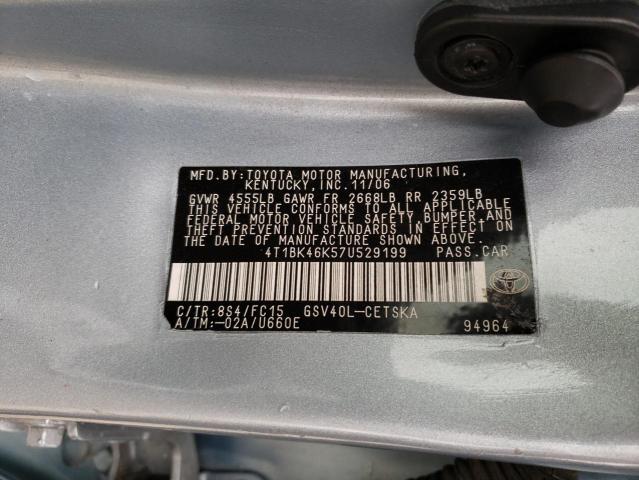 MFD.BY:TOYOTA MOTOR MANUFACTURING,
KENTUCKY,INC.11/06
GVWR 4555LB GAWR FR 2668LB RR 2359LB
THIS VEHICLE CONFORMS TO ALL APPLICABLE
FEDERAL MOTOR VEHICLE SAFETY,BUMPER,AND
THEFT PREVENTION STANDARDS IN EFFECT ON
THE DATE OF MANUFACTURE SHOWN ABOVE.
4T1BK46K57U529199 PASS.CAR
C/TR:8S4/FC15 GSV40L-CETSKA
A/TM:-02A/U660E 94964